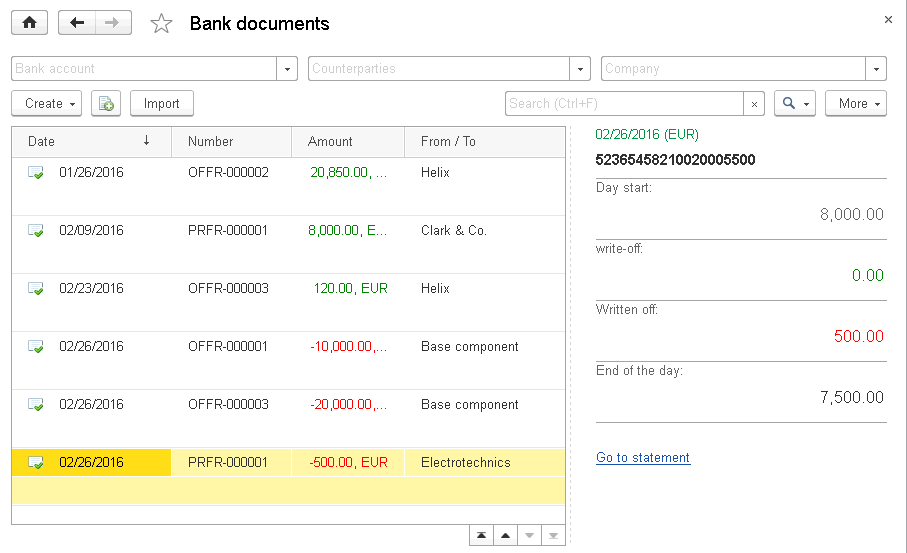 Bank documents
Bank account
Counterparties
Company
Create
Import
Search (Ctrl+F)
More
Date Number Amount From / To
01/26/2016 OFFR-000002 20,850.00, ... Helix
02/09/2016 PRFR-000001 8,000.00, E... Clark & Co.
02/23/2016 OFFR-000003 120.00, EUR Helix
02/26/2016 OFFR-000001 -10,000.00,... Base component
02/26/2016 OFFR-000003 -20,000.00,... Base component
02/26/2016 PRFR-000001 -500.00, EUR Electrotechnics
02/26/2016 (EUR)
52365458210020005500
Day start:
8,000.00
write-off:
0.00
Written off:
500.00
End of the day:
7,500.00
Go to statement